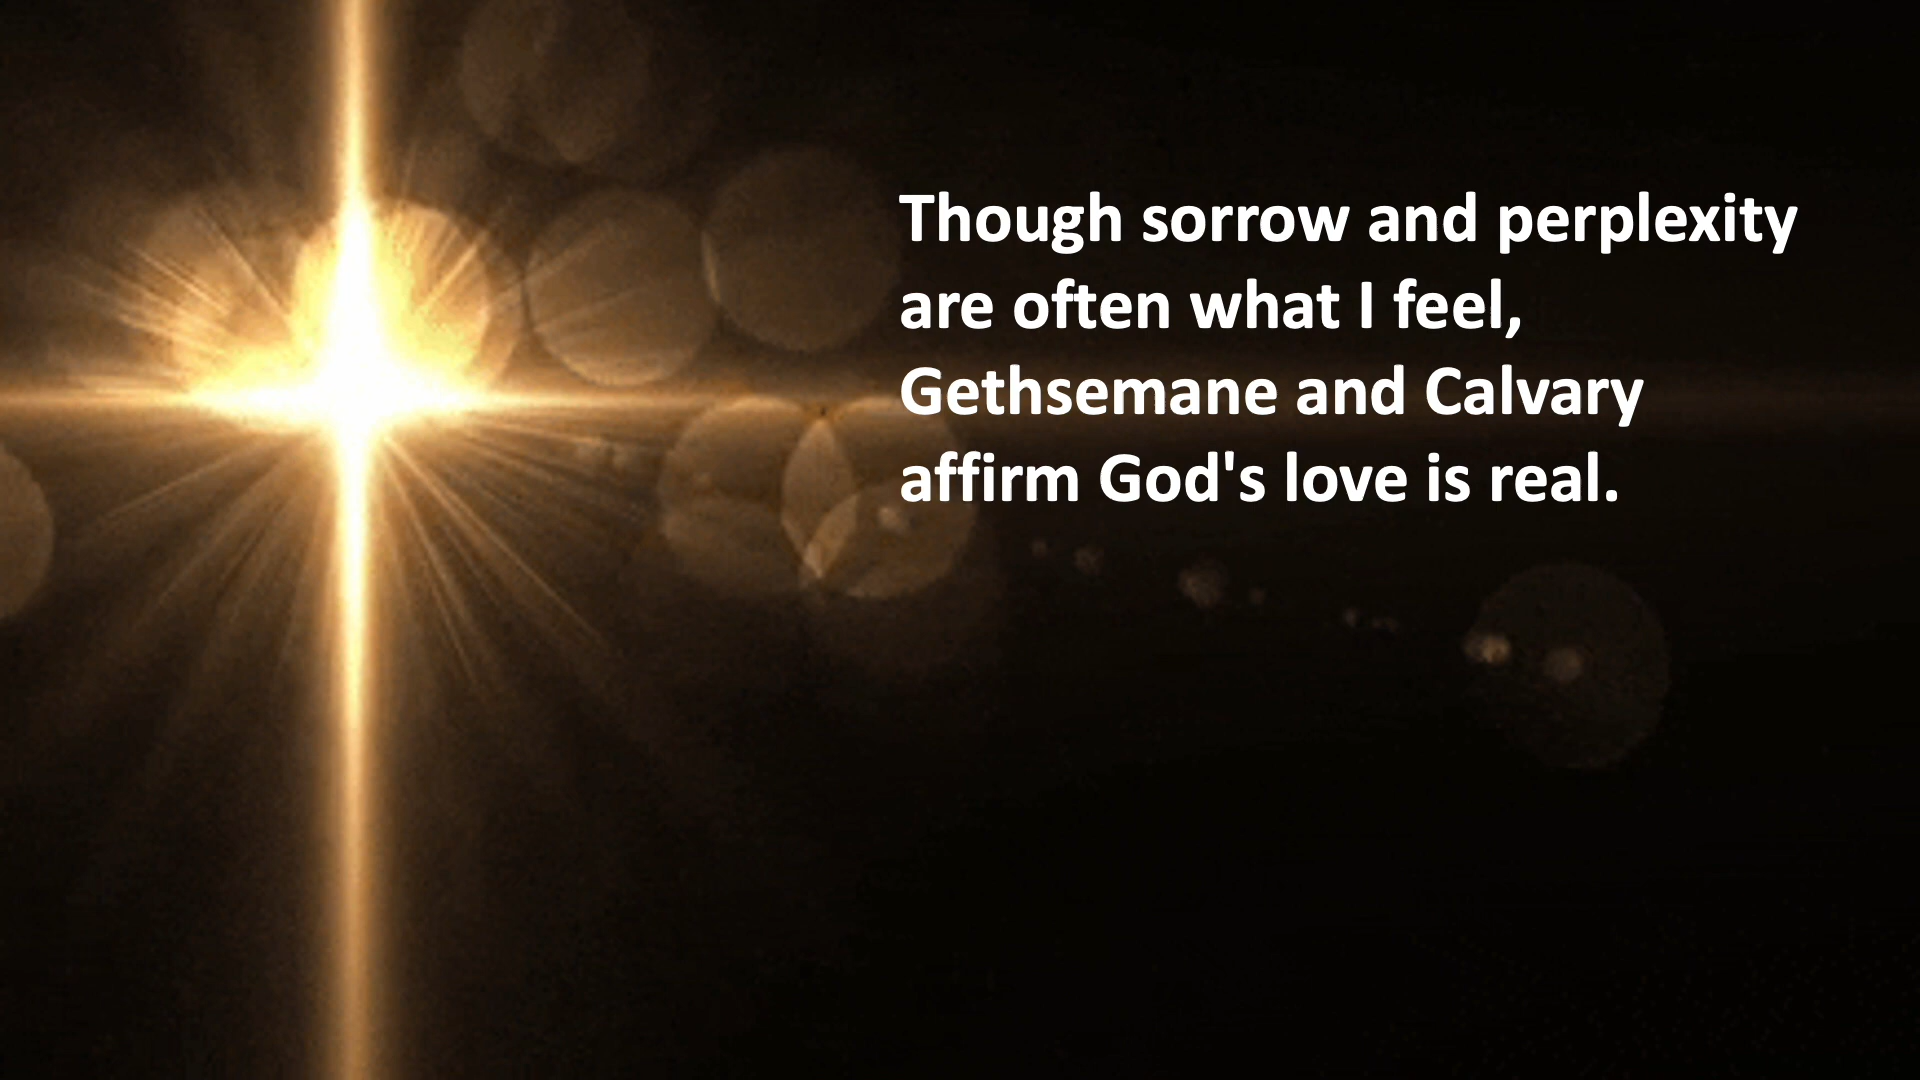 Though sorrow and perplexity
are often what I feel,
Gethsemane and Calvary
affirm God's love is real.